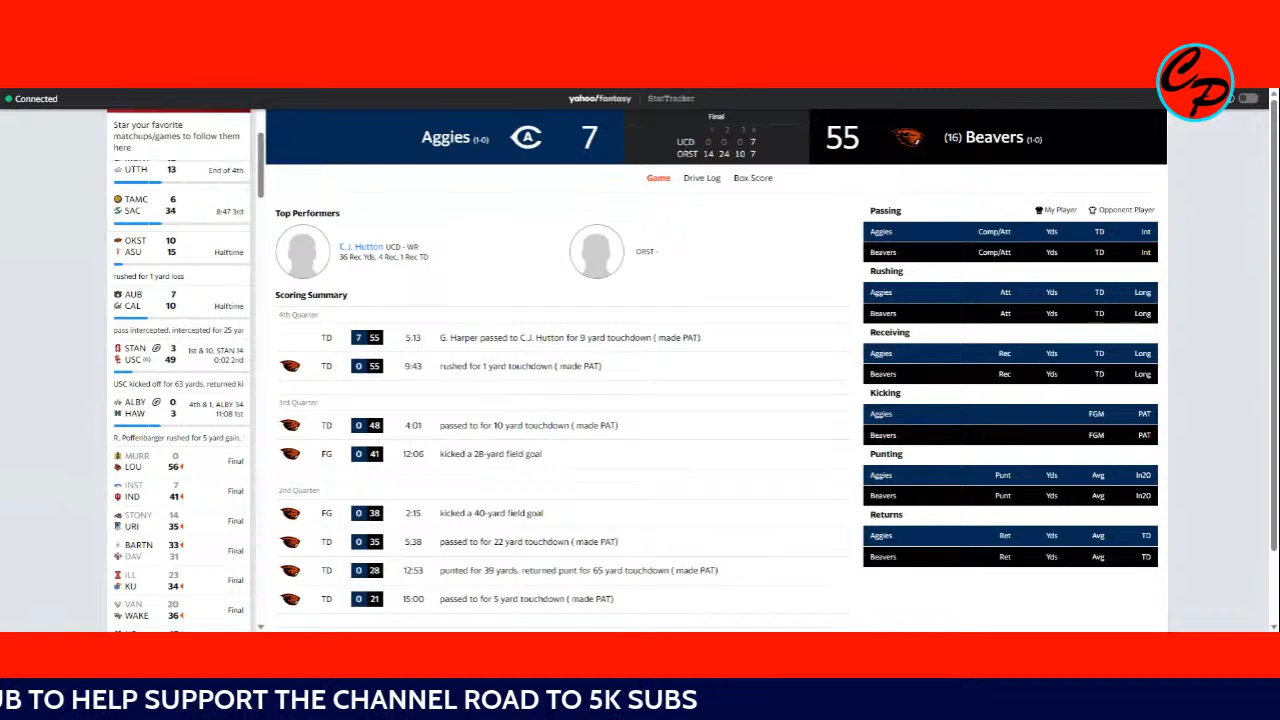 CP
Connected
yahoo!fantasy | StatTracker
Star your favorite
matchups/games to follow them
here.
UTTH 13 End of 4th
TAMC 6
SAC 34 8:47 3rd
OKST 10
ASU 15 Halftime
rushed for 1 yard loss
AUB 7
CAL 10 Halftime
pass intercepted. intercepted for 25 yar
STAN 3 1st & 10, STAN 14
USC (6) 49 0:02 2nd
USC kicked off for 63 yards, returned ki
ALBY 0 4th & 1, ALBY 34
HAW 3 11:08 1st
R. Poffenbarger rushed for 5 yard gain,
MURR 0
LOU 56 Final
INST 7
IND 41 Final
STONY 14
URI 35 Final
BARTN 33
DAV 31 Final
ILL 23
KU 34 Final
VAN 20
WAKE 36 Final
Aggies (1-0) CA 7
Final
1 2 3 4
UCD 0 0 0 7
ORST 14 24 10 7
55 (16) Beavers (1-0)
Game Drive Log Box Score
Top Performers
C.J. Hutton UCD - WR
36 Rec Yds, 4 Rec, 1 Rec TD
ORST -
Scoring Summary
4th Quarter
TD 7 55 5:13 G. Harper passed to C.J. Hutton for 9 yard touchdown ( made PAT)
TD 0 55 9:43 rushed for 1 yard touchdown ( made PAT)
3rd Quarter
TD 0 48 4:01 passed to for 10 yard touchdown ( made PAT)
FG 0 41 12:06 kicked a 28-yard field goal
2nd Quarter
FG 0 38 2:15 kicked a 40-yard field goal
TD 0 35 5:38 passed to for 22 yard touchdown ( made PAT)
TD 0 28 12:53 punted for 39 yards, returned punt for 65 yard touchdown ( made PAT)
TD 0 21 15:00 passed to for 5 yard touchdown ( made PAT)
Passing My Player Opponent Player
Aggies Comp/Att Yds TD Int
Beavers Comp/Att Yds TD Int
Rushing
Aggies Att Yds TD Long
Beavers Att Yds TD Long
Receiving
Aggies Rec Yds TD Long
Beavers Rec Yds TD Long
Kicking
Aggies FGM PAT
Beavers FGM PAT
Punting
Aggies Punt Yds Avg In20
Beavers Punt Yds Avg In20
Returns
Aggies Ret Yds Avg TD
Beavers Ret Yds Avg TD
UB TO HELP SUPPORT THE CHANNEL ROAD TO 5K SUBS